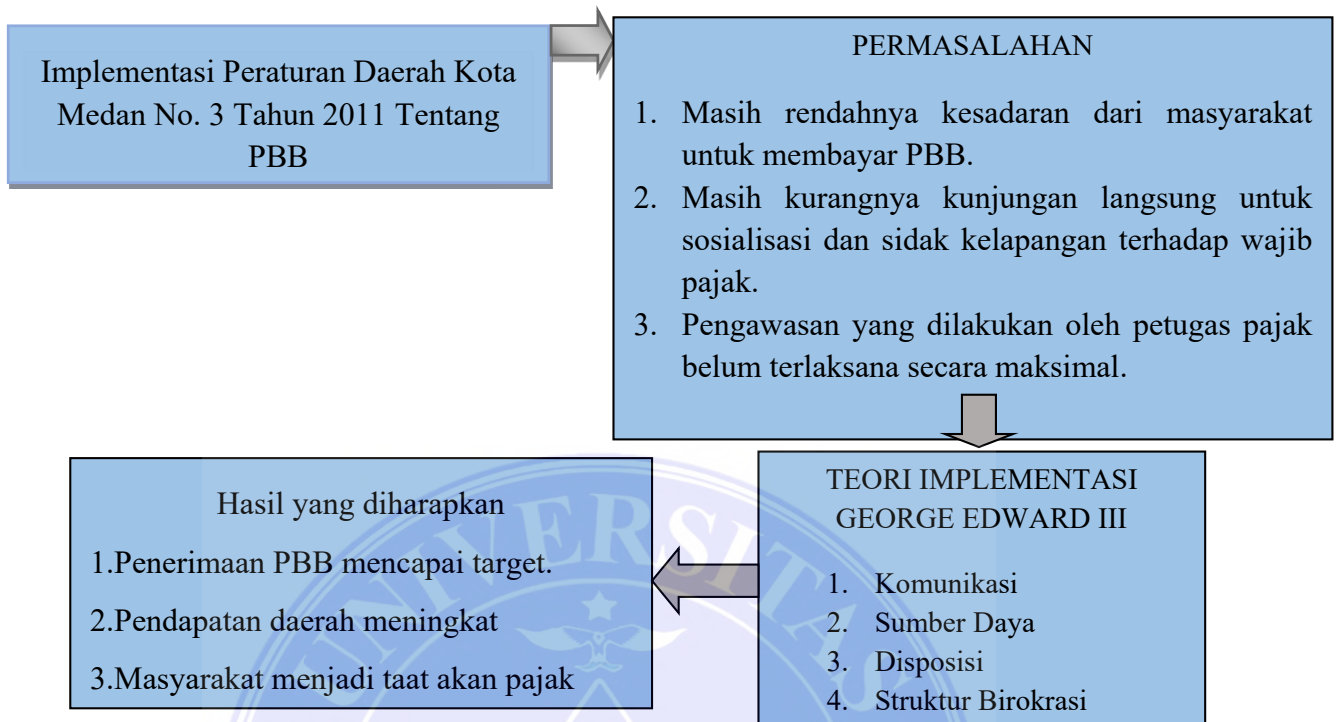 Implementasi Peraturan Daerah Kota
Medan No. 3 Tahun 2011 Tentang
PBB
PERMASALAHAN
1. Masih rendahnya kesadaran dari masyarakat
untuk membayar PBB.
2. Masih kurangnya kunjungan langsung untuk
sosialisasi dan sidak kelapangan terhadap wajib
pajak.
3. Pengawasan yang dilakukan oleh petugas pajak
belum terlaksana secara maksimal.
TEORI IMPLEMENTASI
GEORGE EDWARD III
1. Komunikasi
2. Sumber Daya
3. Disposisi
4. Struktur Birokrasi
Hasil yang diharapkan
1.Penerimaan PBB mencapai target.
2.Pendapatan daerah meningkat
3.Masyarakat menjadi taat akan pajak
UNIVERSITAS